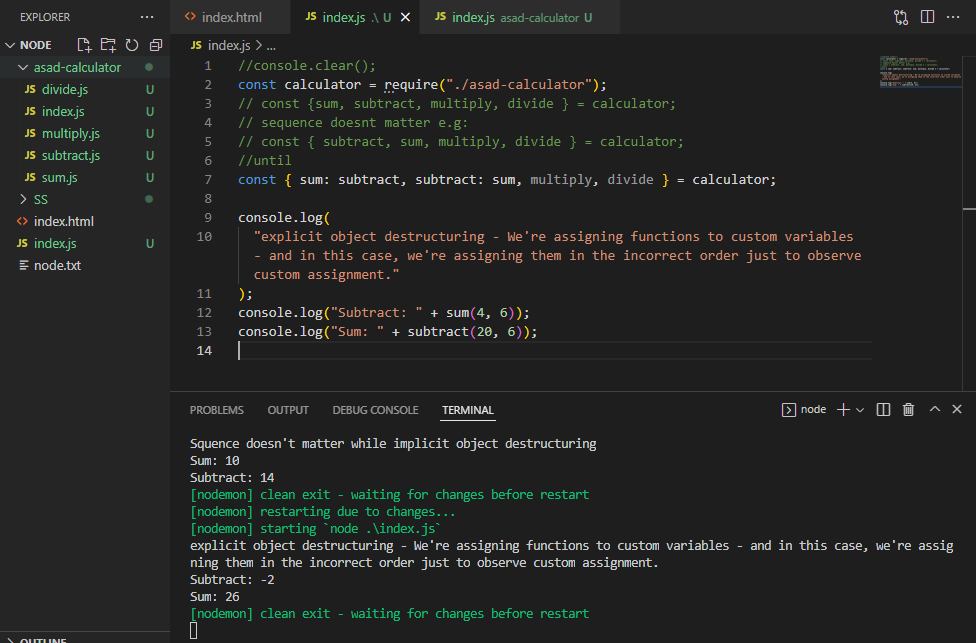 EXPLORER
index.html
JS index.js .\ U
JS index.js asad-calculator U
NODE
JS index.js > ...
asad-calculator
JS divide.js U
JS index.js U
JS multiply.js U
JS subtract.js U
JS sum.js U
SS
index.html
JS index.js U
node.txt
OUTLINE
1 //console.clear();
2 const calculator = require("./asad-calculator");
3 // const {sum, subtract, multiply, divide } = calculator;
4 // sequence doesnt matter e.g:
5 // const { subtract, sum, multiply, divide } = calculator;
6 //until
7 const { sum: subtract, subtract: sum, multiply, divide } = calculator;
8
9 console.log(
10 "explicit object destructuring - We're assigning functions to custom variables
- and in this case, we're assigning them in the incorrect order just to observe
custom assignment."
11 );
12 console.log("Subtract: " + sum(4, 6));
13 console.log("Sum: " + subtract(20, 6));
14
PROBLEMS OUTPUT DEBUG CONSOLE TERMINAL
node
Squence doesn't matter while implicit object destructuring
Sum: 10
Subtract: 14
[nodemon] clean exit - waiting for changes before restart
[nodemon] restarting due to changes...
[nodemon] starting `node .\index.js`
explicit object destructuring - We're assigning functions to custom variables - and in this case, we're assig
ning them in the incorrect order just to observe custom assignment.
Subtract: -2
Sum: 26
[nodemon] clean exit - waiting for changes before restart